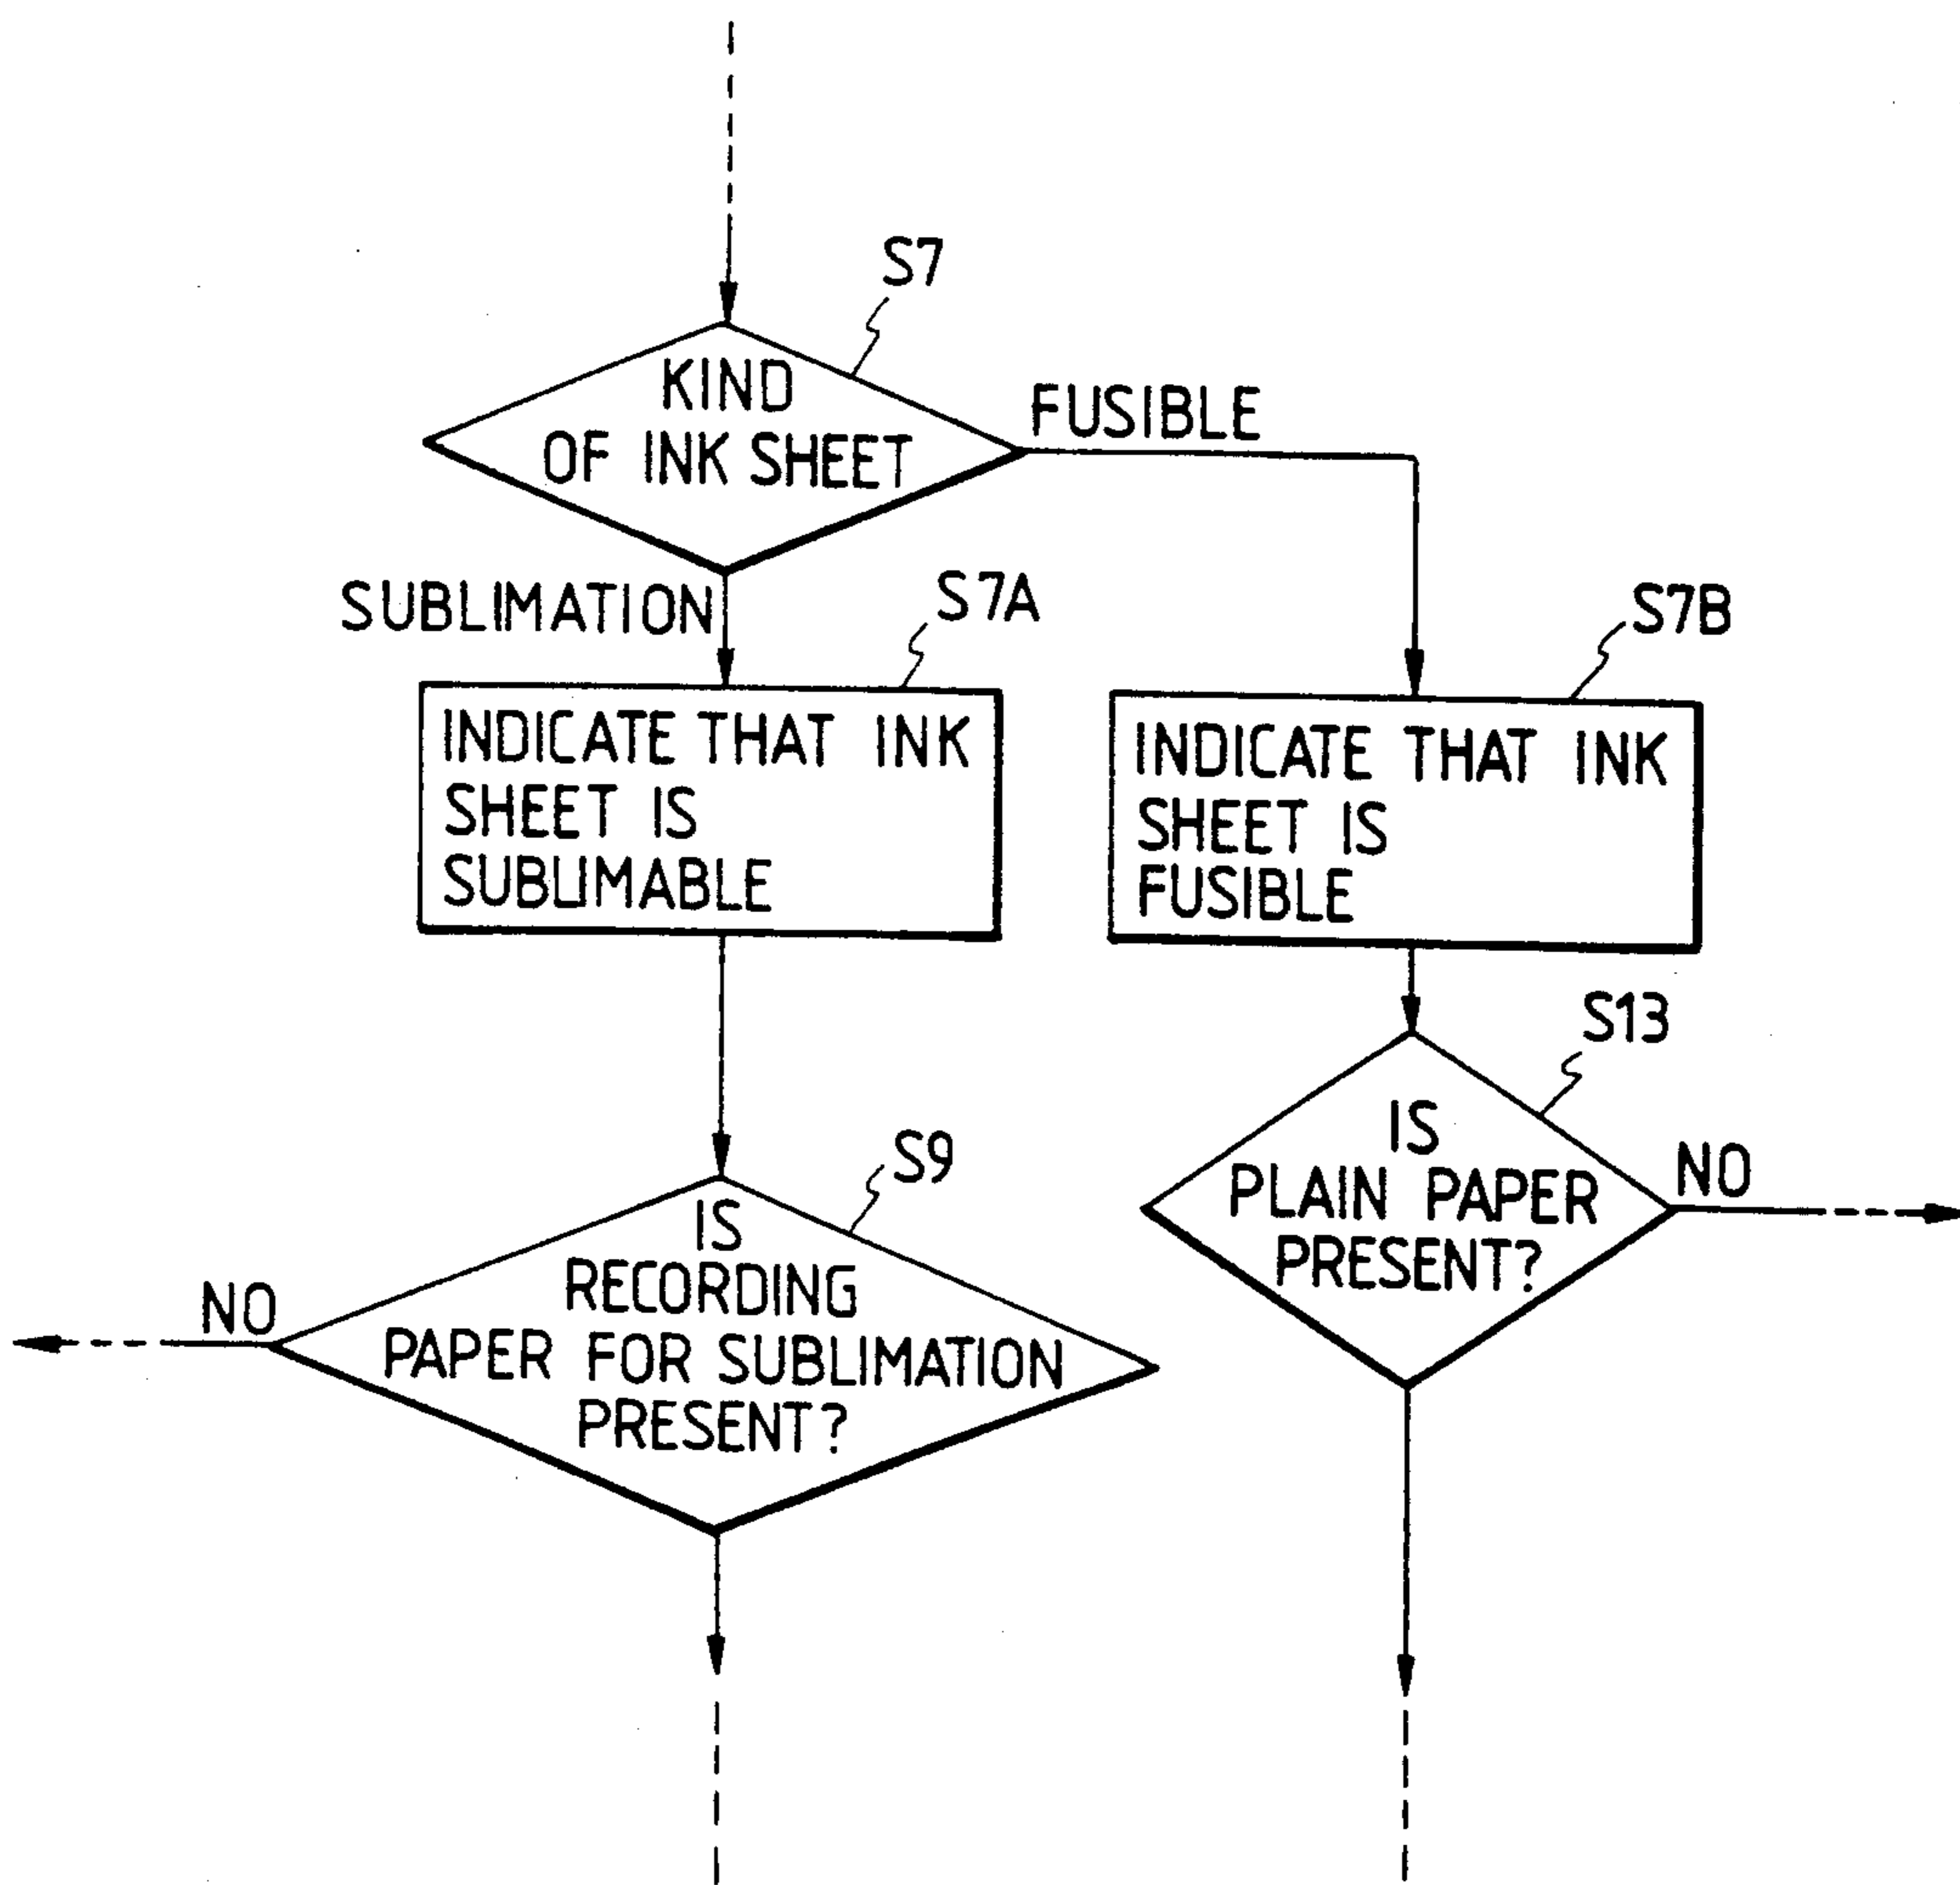 S7
KIND
OF INK SHEET
FUSIBLE
SUBLIMATION
S7A
S7B
INDICATE THAT INK
SHEET IS
SUBLIMABLE
INDICATE THAT INK
SHEET IS
FUSIBLE
S13
IS
PLAIN PAPER
PRESENT?
NO
S9
IS
RECORDING
PAPER FOR SUBLIMATION
PRESENT?
NO